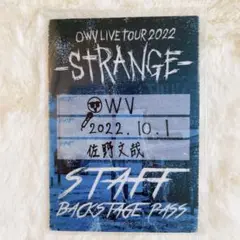 OWV LIVE TOUR 2022
-STRANGE-
OWV
2022.10.1
佐野文哉
STAFF
BACKSTAGE PASS